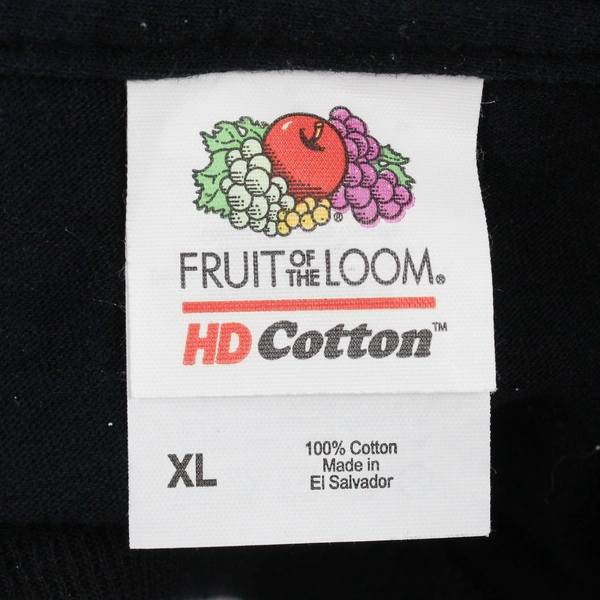 ®
FRUIT OF THE LOOM®
HD Cotton™
XL
100% Cotton
Made in
El Salvador